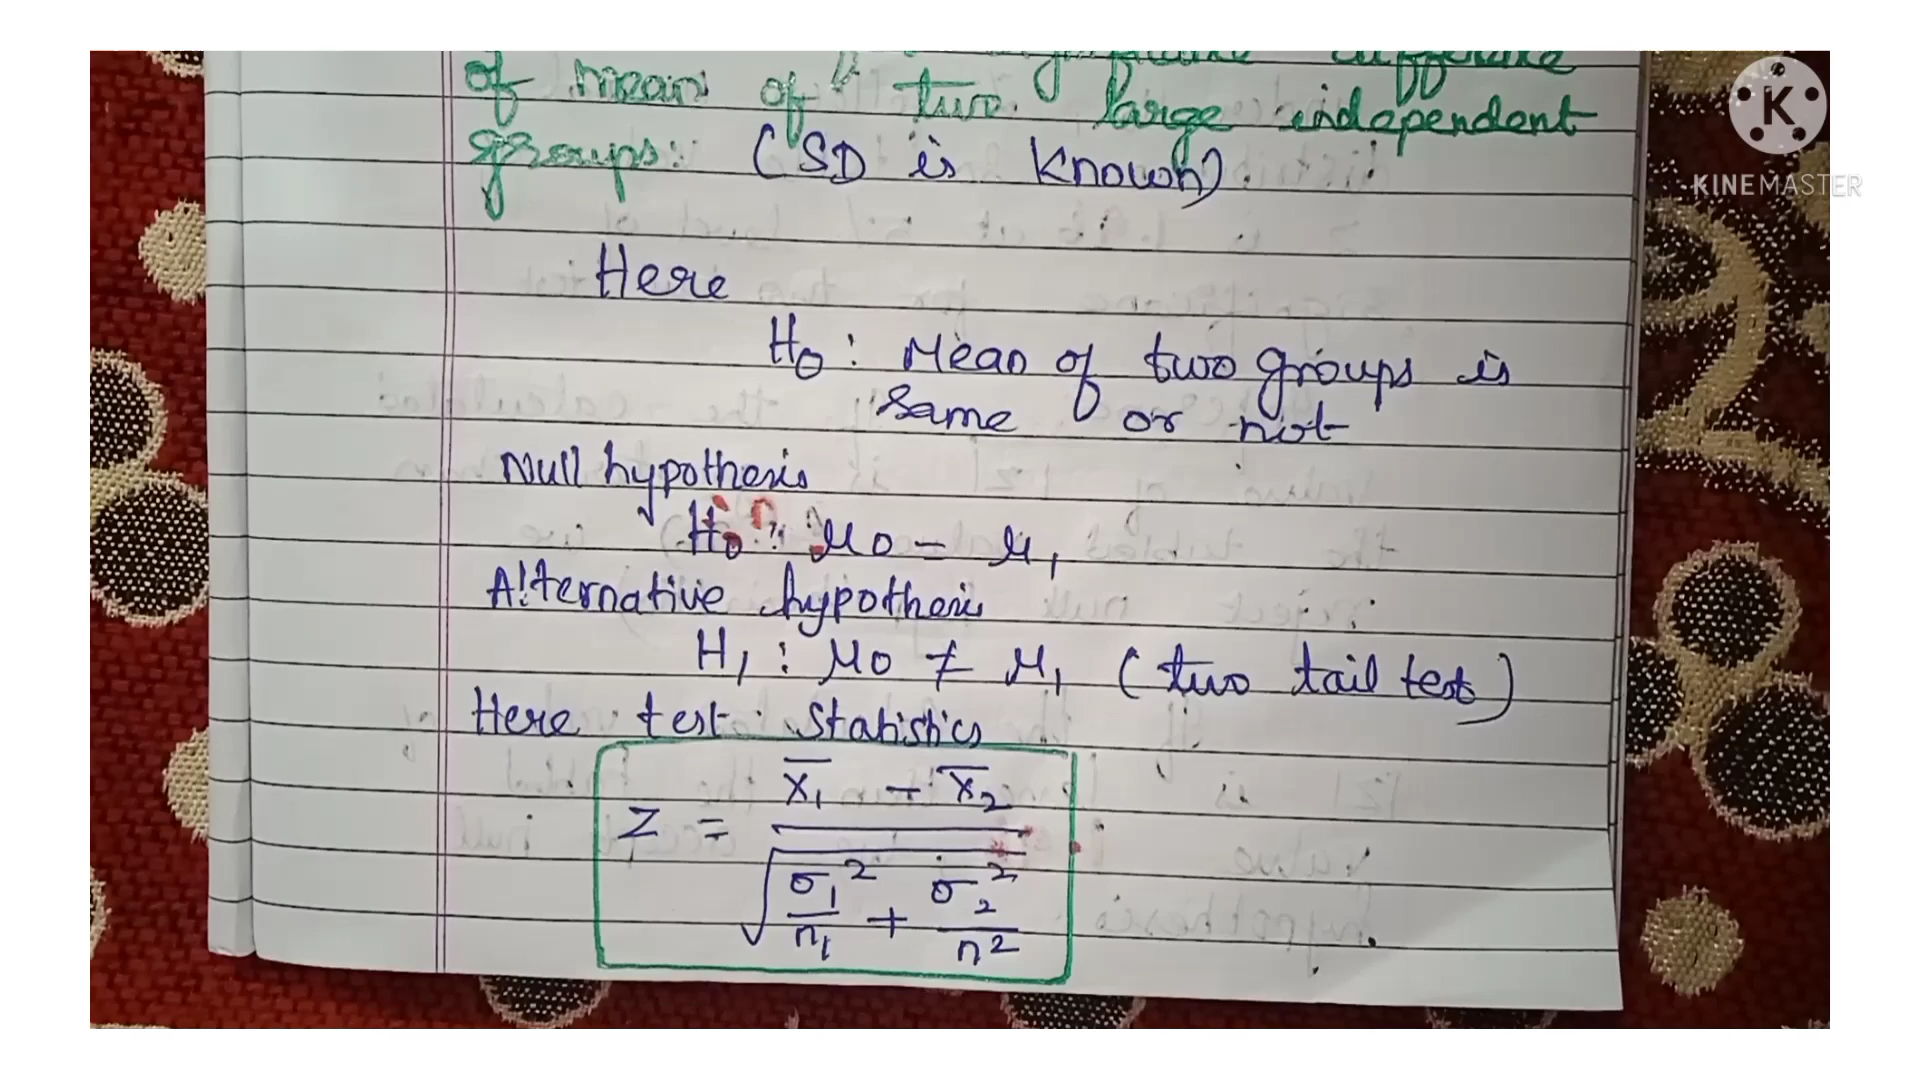 difference
of mean of two large independent
groups: (SD is known)
Here
H0 : Mean of two groups is
same or not
Null hypothesis
H0 : μ0 = μ1
Alternative hypothesis
H1 : μ0 ≠ μ1 (two tail test)
Here test statistics
Z = x̄1 - x̄2 / √(σ1²/n1 + σ2²/n2)
K
KINEMASTER